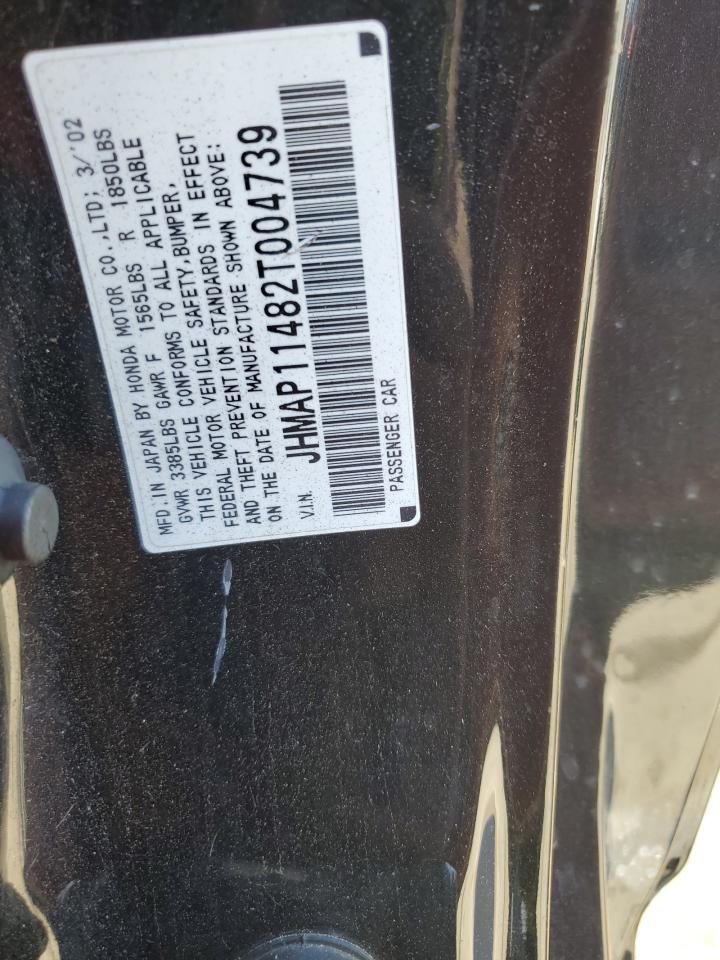 MFD. IN JAPAN BY HONDA MOTOR CO.,LTD; 3/'02
GVWR 3385LBS GAWR F 1565LBS R 1850LBS
THIS VEHICLE CONFORMS TO ALL APPLICABLE
FEDERAL MOTOR VEHICLE SAFETY,BUMPER,
AND THEFT PREVENTION STANDARDS IN EFFECT
ON THE DATE OF MANUFACTURE SHOWN ABOVE:
V.I.N. JHMAP11482T004739
PASSENGER CAR